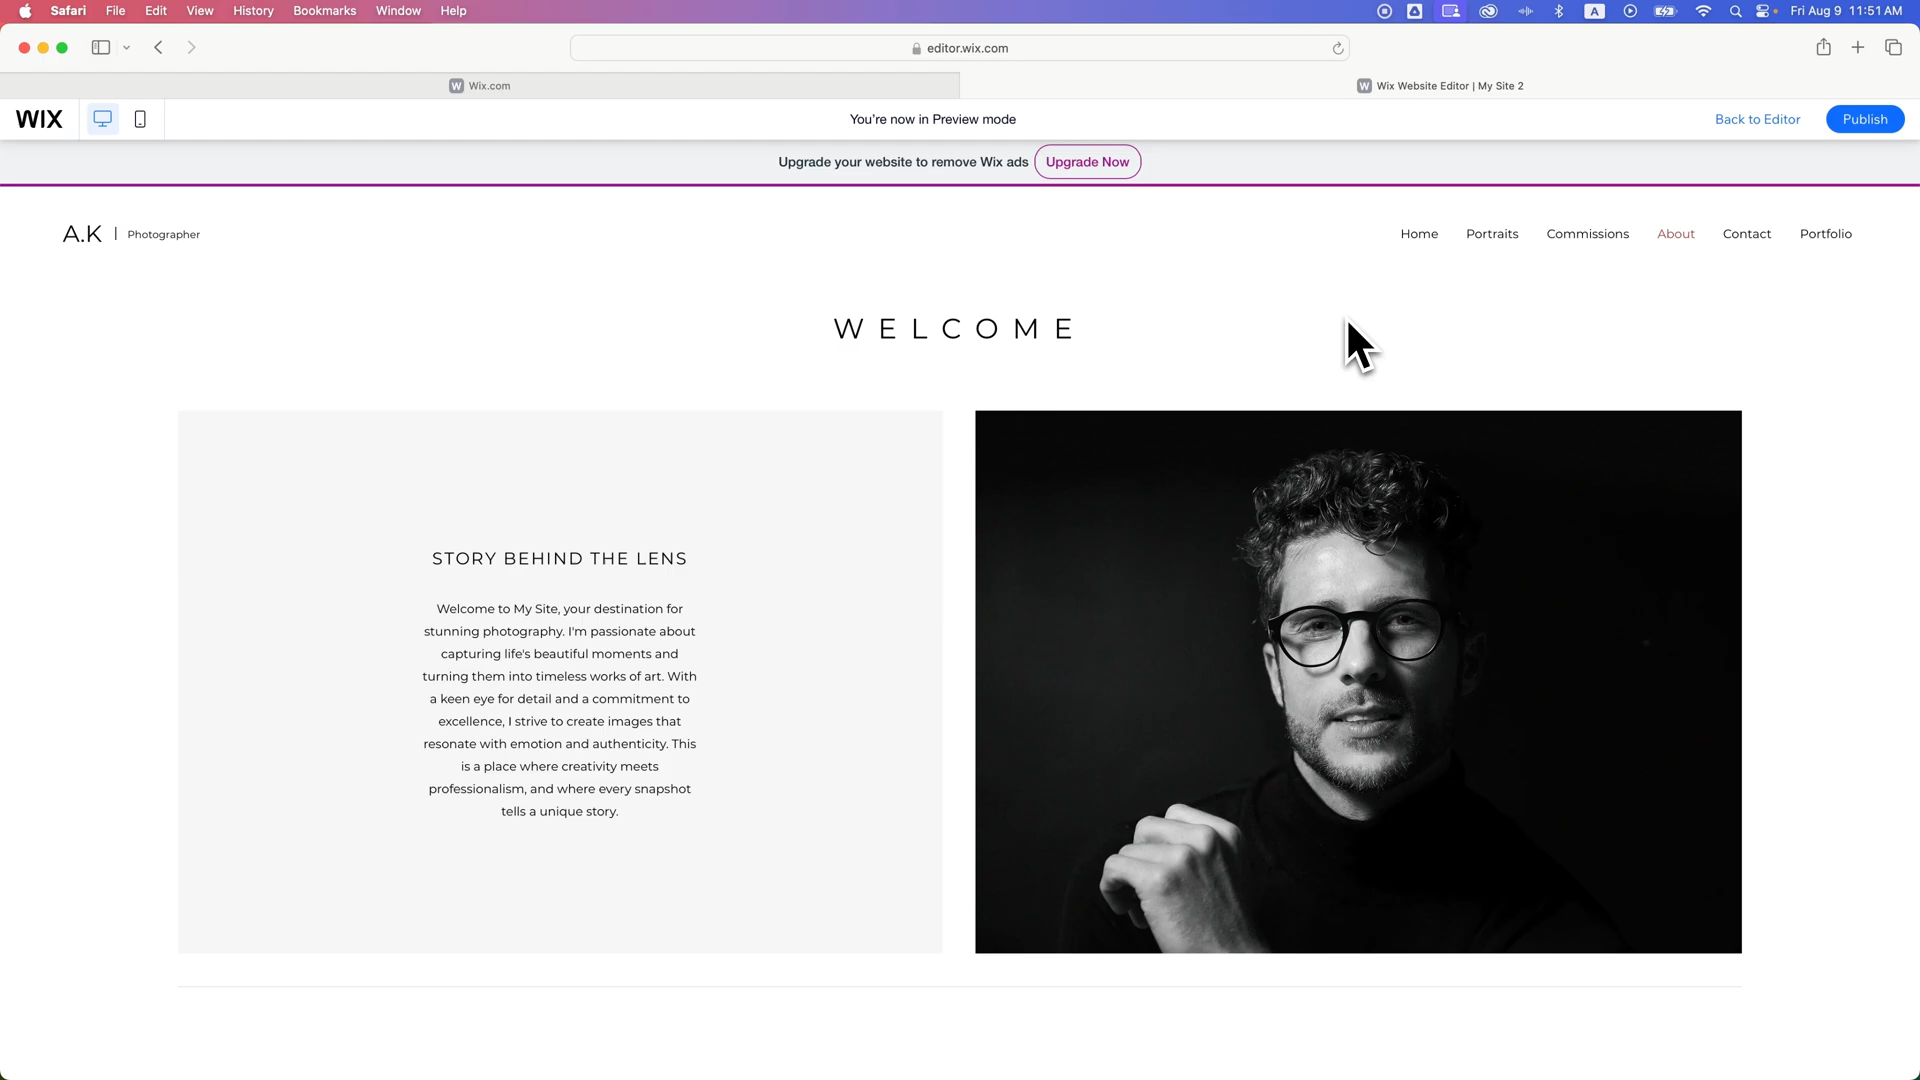 Safari File Edit View History Bookmarks Window Help A Fri Aug 9 11:51 AM
editor.wix.com
W Wix.com W Wix Website Editor | My Site 2
WIX You're now in Preview mode Back to Editor Publish
Upgrade your website to remove Wix ads Upgrade Now
A.K | Photographer Home Portraits Commissions About Contact Portfolio
WELCOME
STORY BEHIND THE LENS
Welcome to My Site, your destination for
stunning photography. I'm passionate about
capturing life's beautiful moments and
turning them into timeless works of art. With
a keen eye for detail and a commitment to
excellence, I strive to create images that
resonate with emotion and authenticity. This
is a place where creativity meets
professionalism, and where every snapshot
tells a unique story.